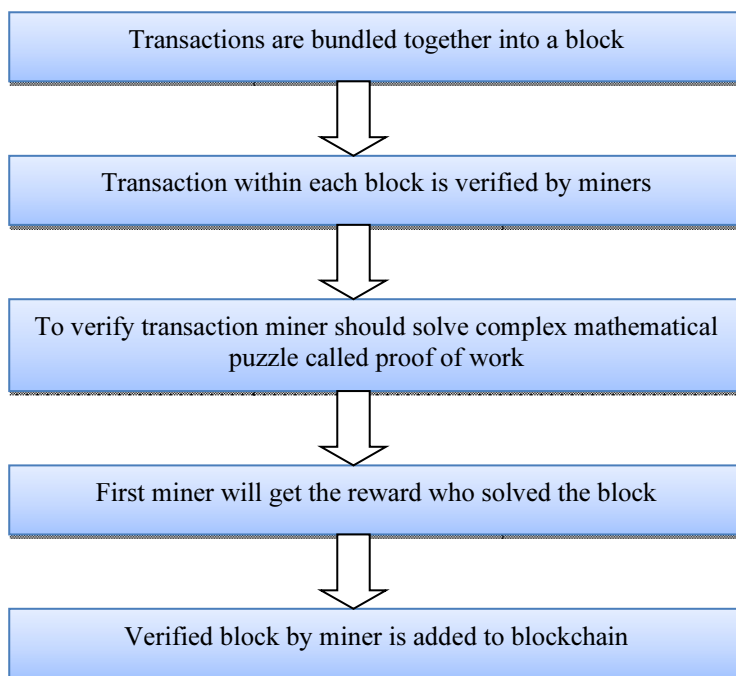 Transactions are bundled together into a block
Transaction within each block is verified by miners
To verify transaction miner should solve complex mathematical
puzzle called proof of work
First miner will get the reward who solved the block
Verified block by miner is added to blockchain